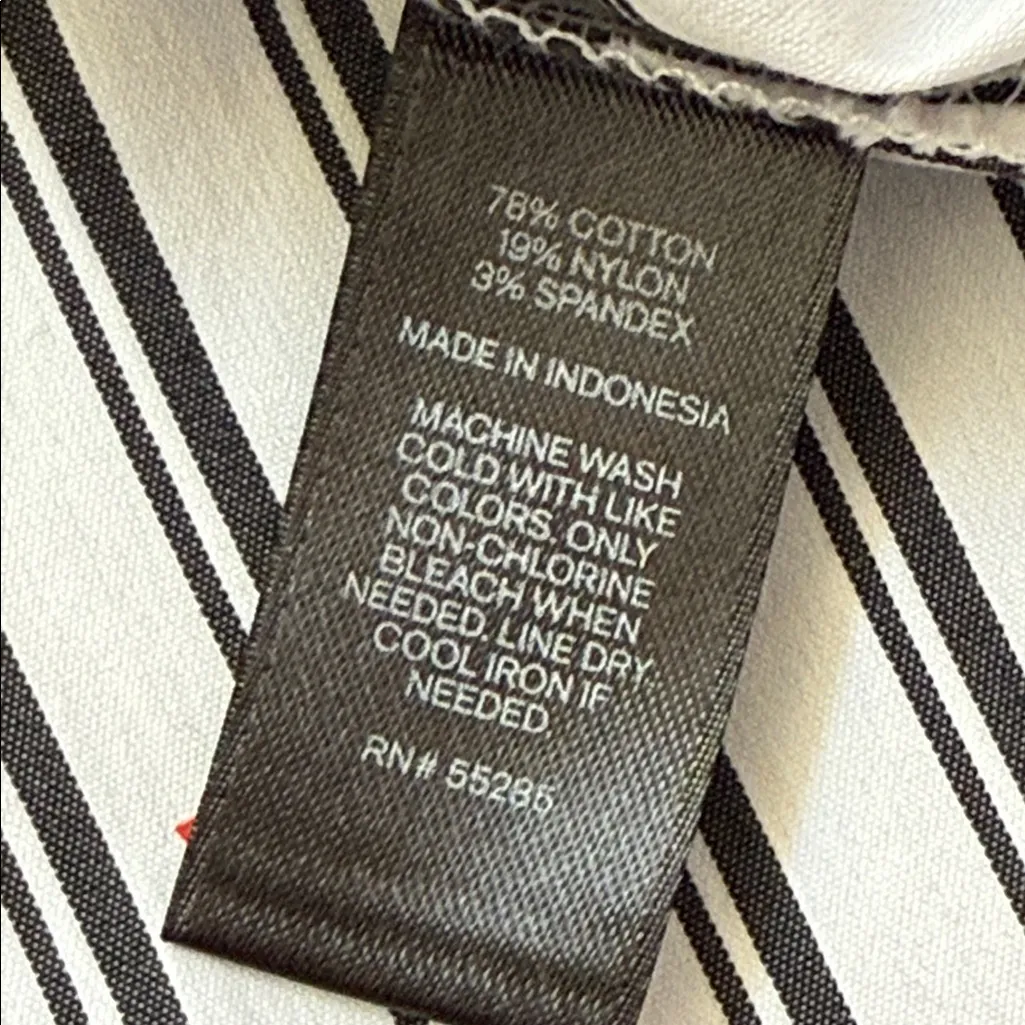 78% COTTON
19% NYLON
3% SPANDEX
MADE IN INDONESIA
MACHINE WASH
COLD WITH LIKE
COLORS. ONLY
NON-CHLORINE
BLEACH WHEN
NEEDED. LINE DRY
COOL IRON IF
NEEDED
RN# 55285